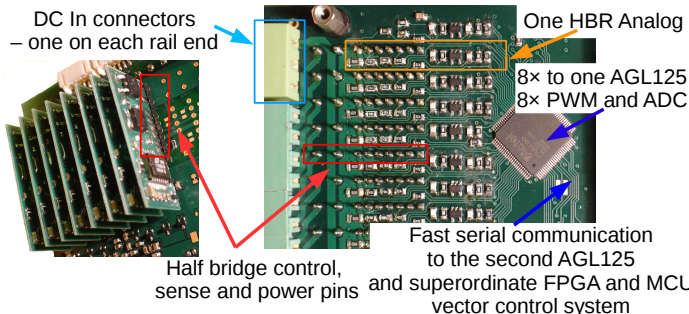 DC In connectors
– one on each rail end
One HBR Analog
8× to one AGL125
8× PWM and ADC
Half bridge control,
sense and power pins
Fast serial communication
to the second AGL125
and superordinate FPGA and MCU
vector control system